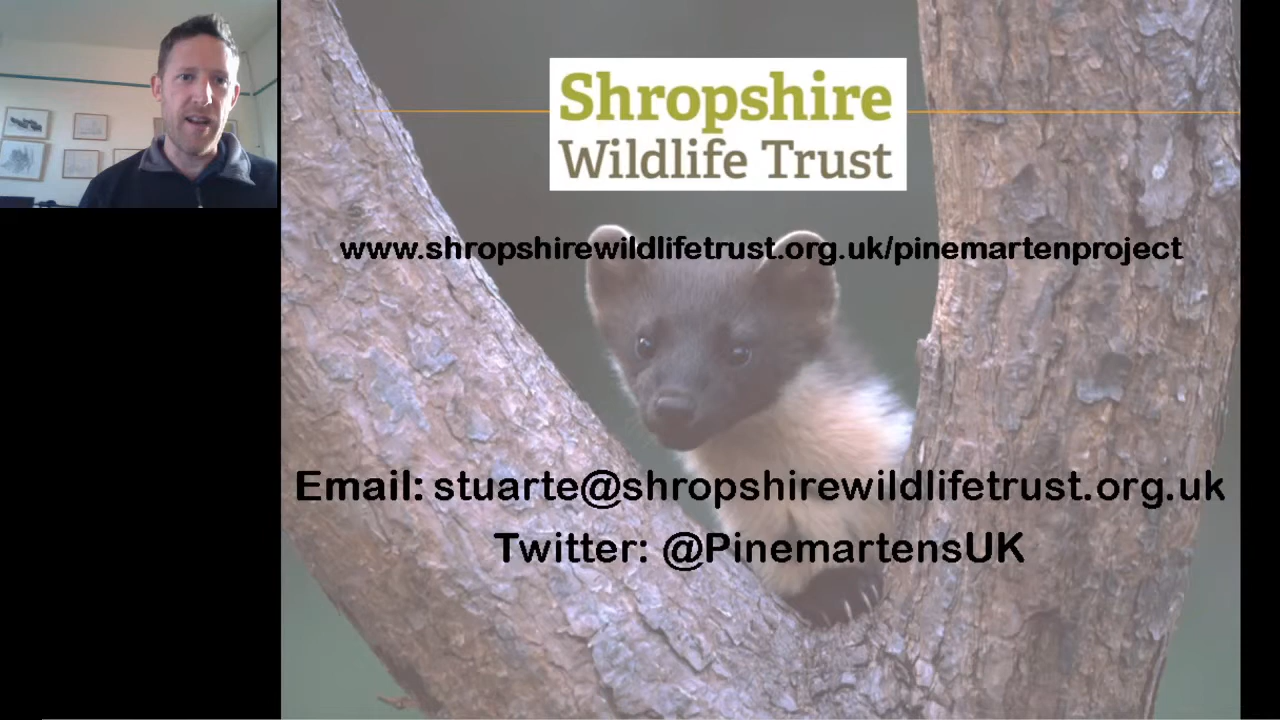 Shropshire
Wildlife Trust
www.shropshirewildlifetrust.org.uk/pinemartenproject
Email: stuarte@shropshirewildlifetrust.org.uk
Twitter: @PinemartensUK